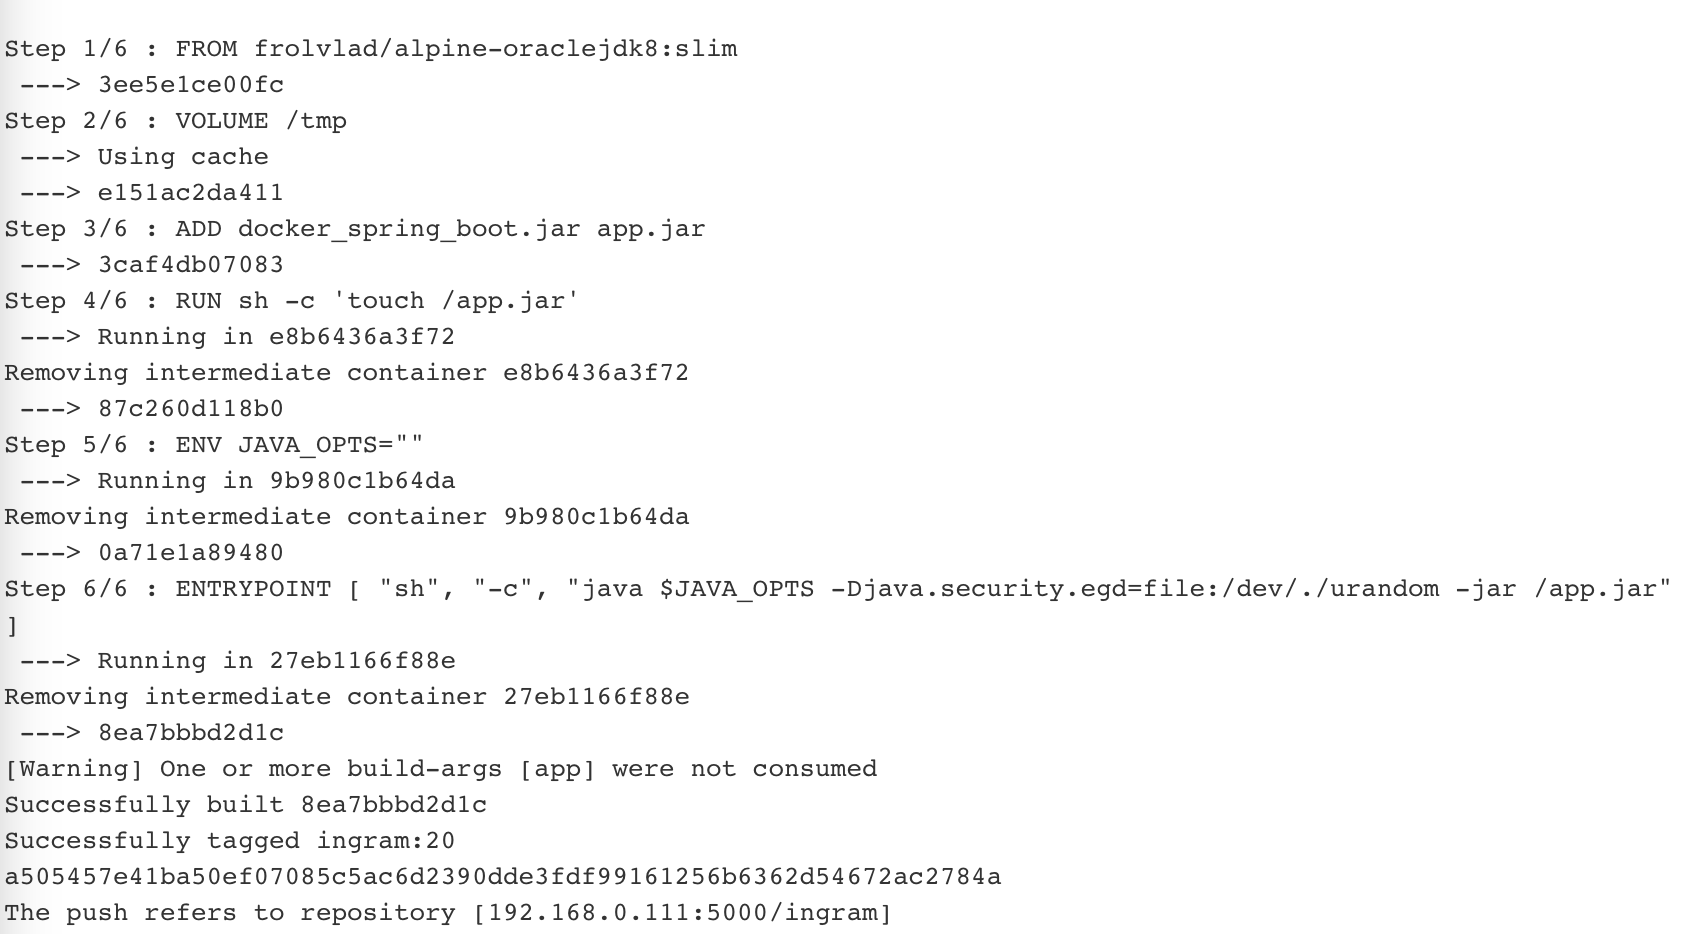 Step 1/6 : FROM frolvlad/alpine-oraclejdk8:slim
 ---> 3ee5e1ce00fc
Step 2/6 : VOLUME /tmp
 ---> Using cache
 ---> e151ac2da411
Step 3/6 : ADD docker_spring_boot.jar app.jar
 ---> 3caf4db07083
Step 4/6 : RUN sh -c 'touch /app.jar'
 ---> Running in e8b6436a3f72
Removing intermediate container e8b6436a3f72
 ---> 87c260d118b0
Step 5/6 : ENV JAVA_OPTS=""
 ---> Running in 9b980c1b64da
Removing intermediate container 9b980c1b64da
 ---> 0a71e1a89480
Step 6/6 : ENTRYPOINT [ "sh", "-c", "java $JAVA_OPTS -Djava.security.egd=file:/dev/./urandom -jar /app.jar"
]
 ---> Running in 27eb1166f88e
Removing intermediate container 27eb1166f88e
 ---> 8ea7bbbd2d1c
[Warning] One or more build-args [app] were not consumed
Successfully built 8ea7bbbd2d1c
Successfully tagged ingram:20
a505457e41ba50ef07085c5ac6d2390dde3fdf99161256b6362d54672ac2784a
The push refers to repository [192.168.0.111:5000/ingram]